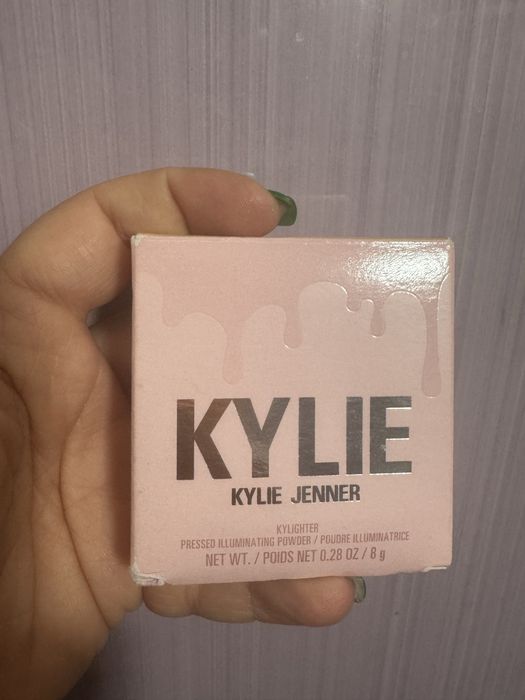 KYLIE
KYLIE JENNER
KYLIGHTER
PRESSED ILLUMINATING POWDER / POUDRE ILLUMINATRICE
NET WT. / POIDS NET 0.28 OZ / 8 g